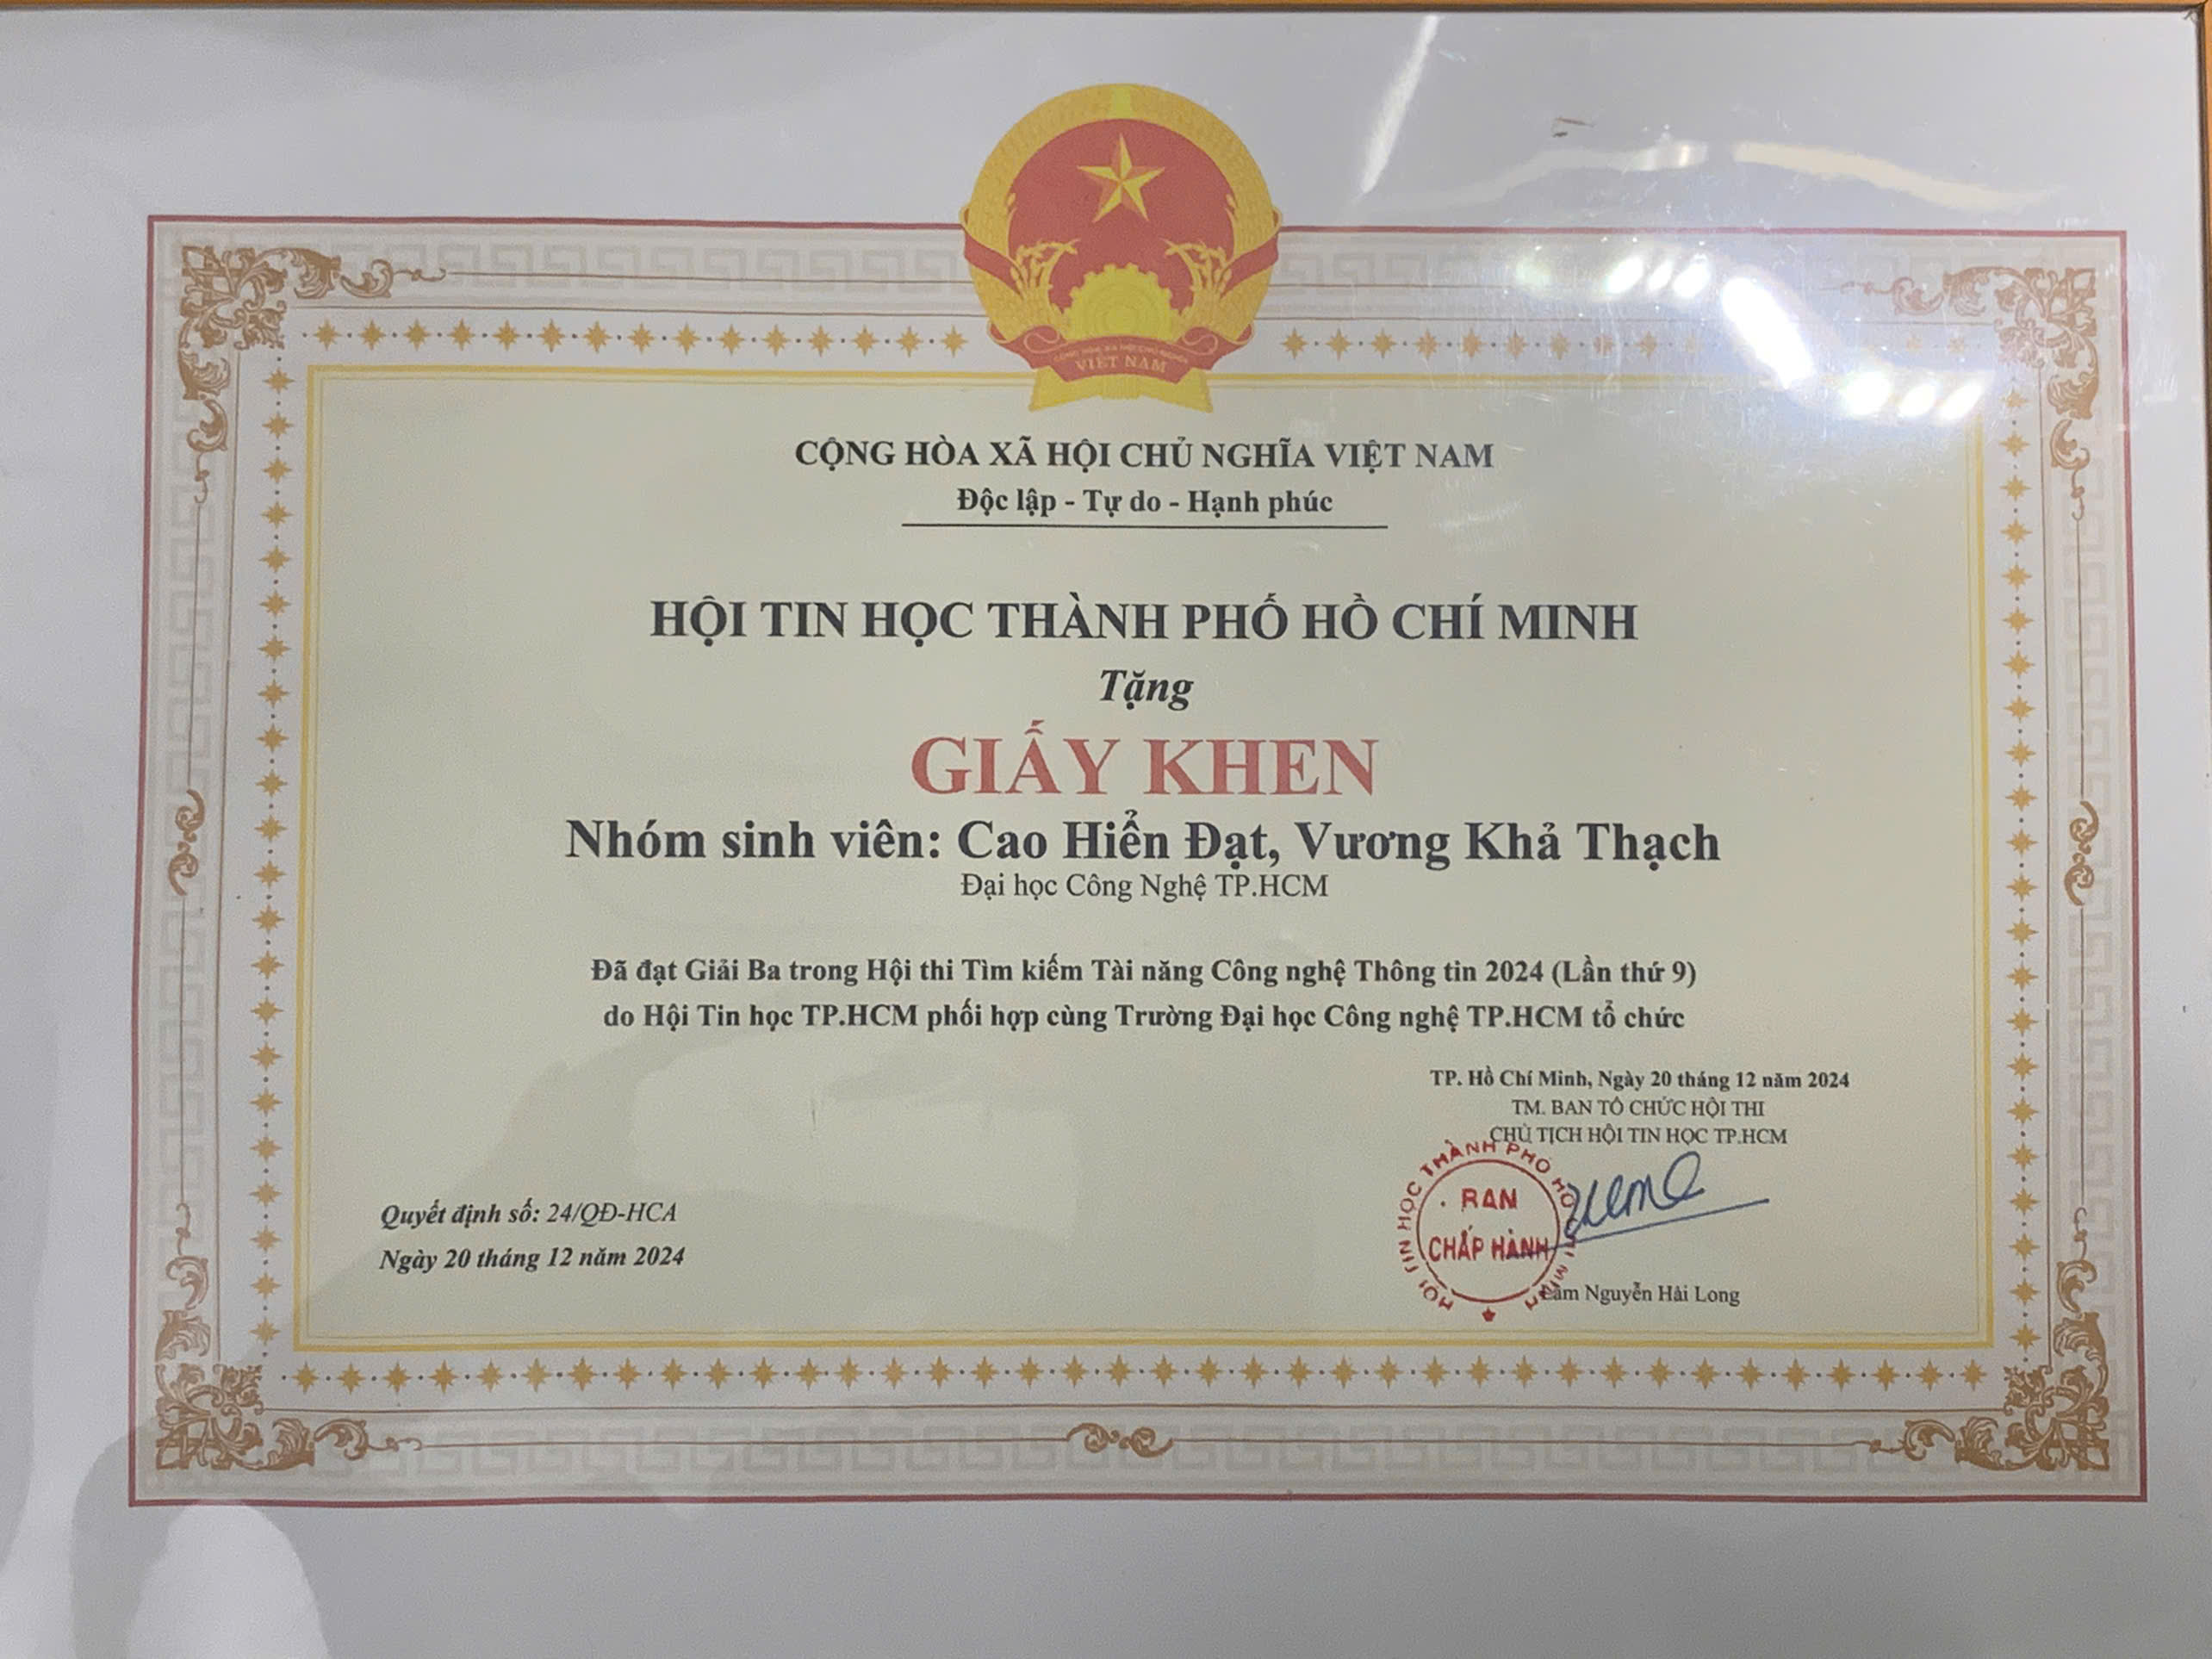 VIỆT NAM
CỘNG HÒA XÃ HỘI CHỦ NGHĨA VIỆT NAM
Độc lập - Tự do - Hạnh phúc
HỘI TIN HỌC THÀNH PHỐ HỒ CHÍ MINH
Tặng
GIẤY KHEN
Nhóm sinh viên: Cao Hiển Đạt, Vương Khả Thạch
Đại học Công Nghệ TP.HCM
Đã đạt Giải Ba trong Hội thi Tìm kiếm Tài năng Công nghệ Thông tin 2024 (Lần thứ 9)
do Hội Tin học TP.HCM phối hợp cùng Trường Đại học Công nghệ TP.HCM tổ chức
TP. Hồ Chí Minh, Ngày 20 tháng 12 năm 2024
TM. BAN TỔ CHỨC HỘI THI
CHỦ TỊCH HỘI TIN HỌC TP.HCM
HỘI TIN HỌC THÀNH PHỐ HỒ CHÍ MINH
BAN
CHẤP HÀNH
Lâm Nguyễn Hải Long
Quyết định số: 24/QĐ-HCA
Ngày 20 tháng 12 năm 2024